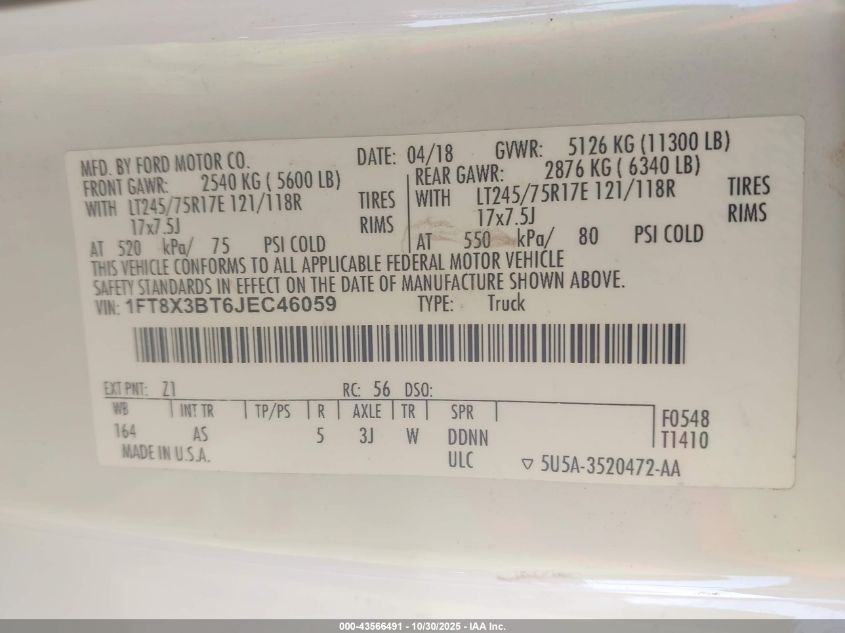 MFD. BY FORD MOTOR CO. DATE: 04/18 GVWR: 5126 KG (11300 LB)
FRONT GAWR: 2540 KG ( 5600 LB) REAR GAWR: 2876 KG ( 6340 LB)
WITH LT245/75R17E 121/118R TIRES WITH LT245/75R17E 121/118R TIRES
17x7.5J RIMS 17x7.5J RIMS
AT 520 kPa/ 75 PSI COLD AT 550 kPa/ 80 PSI COLD
THIS VEHICLE CONFORMS TO ALL APPLICABLE FEDERAL MOTOR VEHICLE
SAFETY STANDARDS IN EFFECT ON THE DATE OF MANUFACTURE SHOWN ABOVE.
VIN: 1FT8X3BT6JEC46059 TYPE: Truck
EXT PNT: Z1 RC: 56 DSO:
WB INT TR TP/PS R AXLE TR SPR F0548
164 AS 5 3J W DDNN T1410
MADE IN U.S.A. ULC ▽ 5U5A-3520472-AA
000-43566491 - 10/30/2025 - IAA Inc.